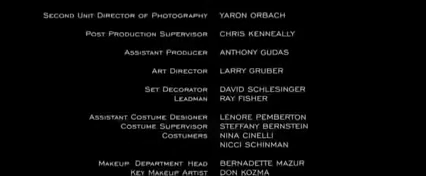 Second Unit Director of Photography YARON ORBACH
Post Production Supervisor CHRIS KENNEALLY
Assistant Producer ANTHONY GUDAS
Art Director LARRY GRUBER
Set Decorator DAVID SCHLESINGER
Leadman RAY FISHER
Assistant Costume Designer LENORE PEMBERTON
Costume Supervisor STEFFANY BERNSTEIN
Costumers NINA CINELLI
NICCI SCHINMAN
Makeup Department Head BERNADETTE MAZUR
Key Makeup Artist DON KOZMA